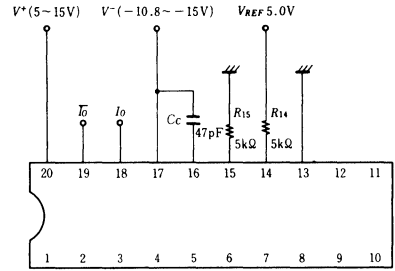 V⁺(5~15V) V⁻(−10.8~−15V) VREF 5.0V
I̅o Io Cc 47pF R15 5kΩ R14 5kΩ
20 19 18 17 16 15 14 13 12 11
1 2 3 4 5 6 7 8 9 10